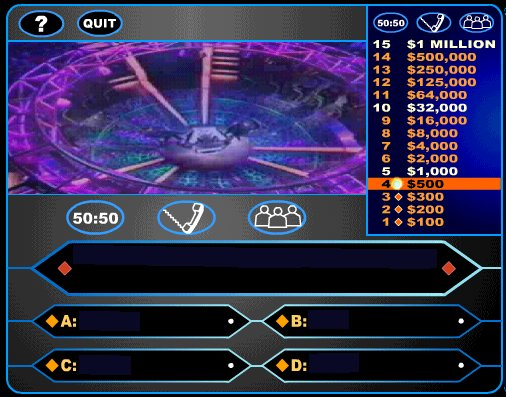 ? QUIT
50:50
15 $1 MILLION
14 $500,000
13 $250,000
12 $125,000
11 $64,000
10 $32,000
9 $16,000
8 $8,000
7 $4,000
6 $2,000
5 $1,000
4 $500
3 $300
2 $200
1 $100
50:50
A:
B:
C:
D: